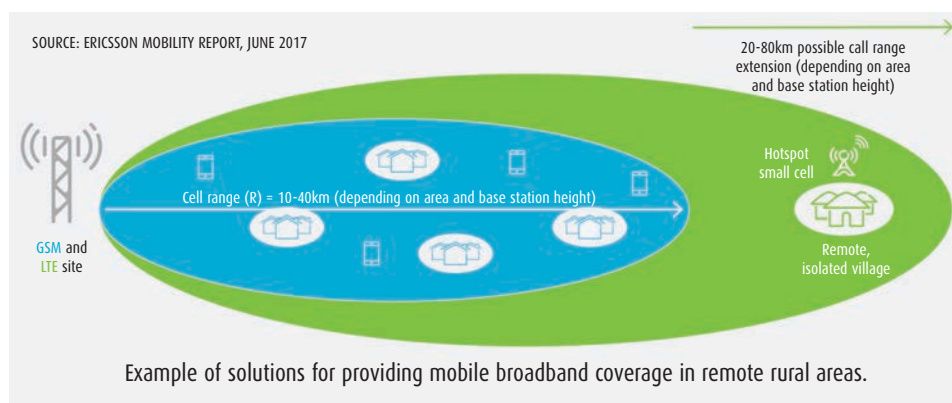 SOURCE: ERICSSON MOBILITY REPORT, JUNE 2017
20-80km possible call range
extension (depending on area
and base station height)
Hotspot
small cell
Cell range (R) = 10-40km (depending on area and base station height)
GSM and
LTE site
Remote,
isolated village
Example of solutions for providing mobile broadband coverage in remote rural areas.